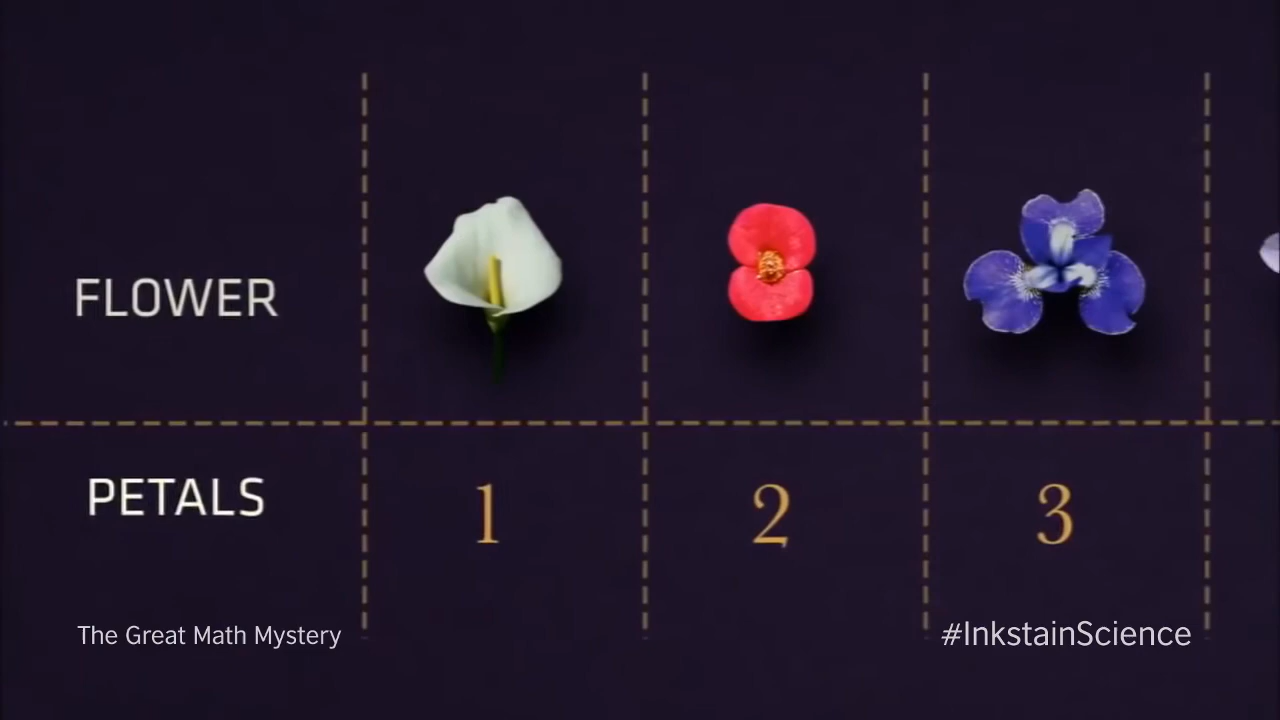 FLOWER
PETALS
1
2
3
The Great Math Mystery
#InkstainScience